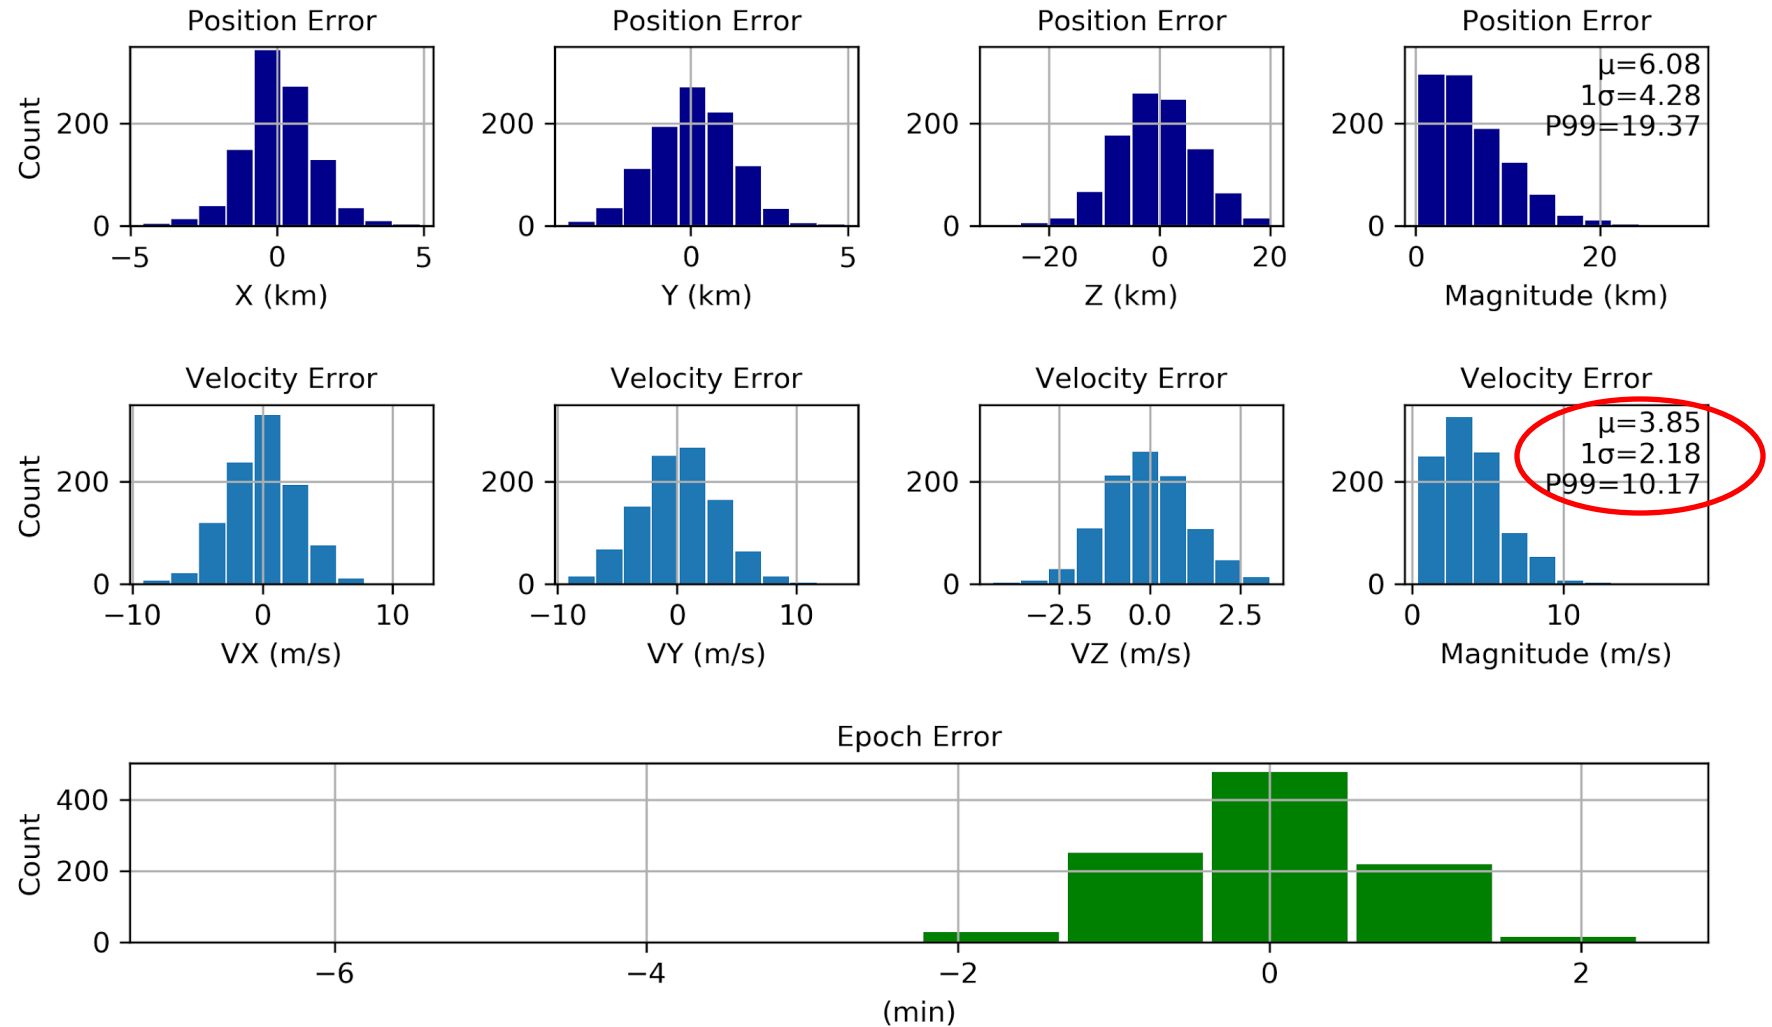 Position Error
Position Error
Position Error
Position Error
μ=6.08
1σ=4.28
P99=19.37
Count
200
0
200
0
200
0
200
0
−5 0 5
0 5
−20 0 20
0 20
X (km)
Y (km)
Z (km)
Magnitude (km)
Velocity Error
Velocity Error
Velocity Error
Velocity Error
μ=3.85
1σ=2.18
P99=10.17
Count
200
0
200
0
200
0
200
0
−10 0 10
−10 0 10
−2.5 0.0 2.5
0 10
VX (m/s)
VY (m/s)
VZ (m/s)
Magnitude (m/s)
Epoch Error
Count
400
200
0
−6 −4 −2 0 2
(min)